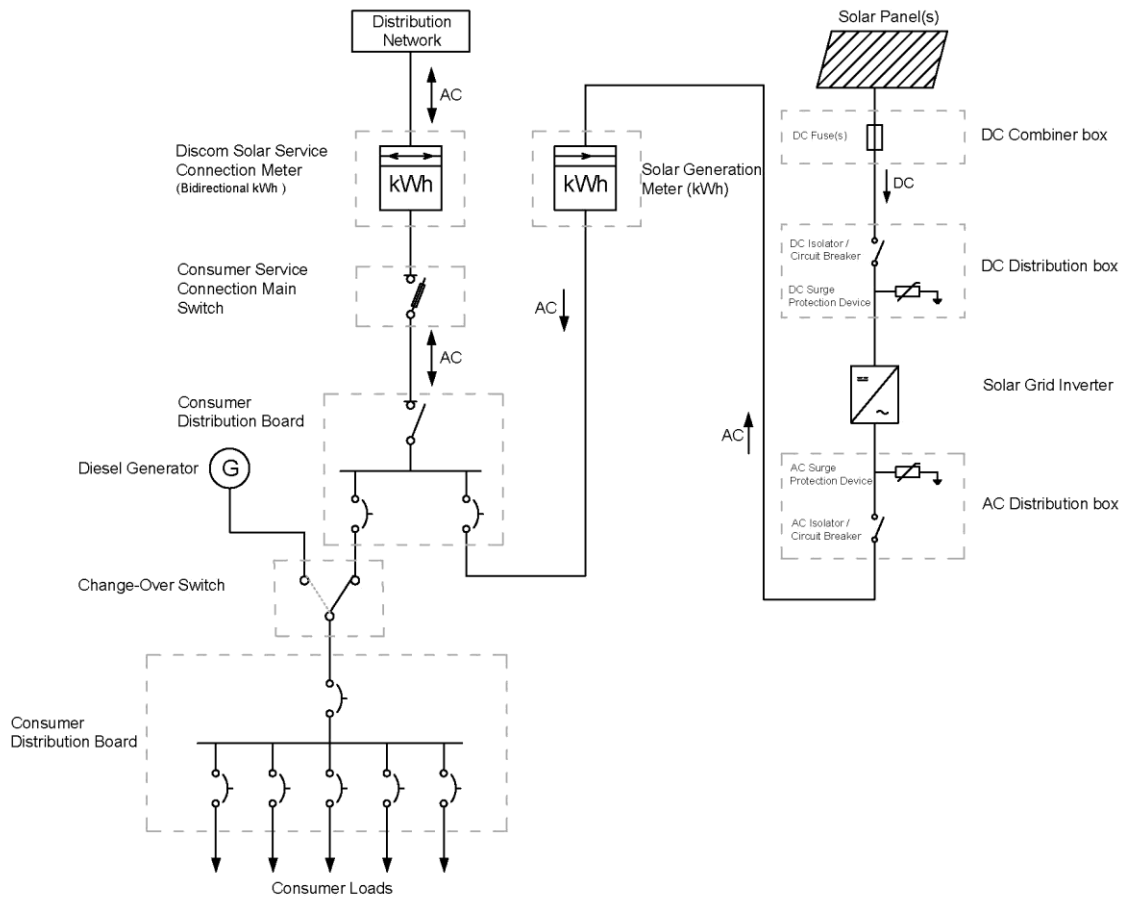 Distribution
Network
AC
Discom Solar Service
Connection Meter
(Bidirectional kWh )
kWh
Consumer Service
Connection Main
Switch
AC
Consumer
Distribution Board
Diesel Generator
G
Change-Over Switch
Consumer
Distribution Board
Consumer Loads
kWh
Solar Generation
Meter (kWh)
AC
AC
Solar Panel(s)
DC Fuse(s)
DC Combiner box
DC
DC Isolator /
Circuit Breaker
DC Surge
Protection Device
DC Distribution box
Solar Grid Inverter
AC Surge
Protection Device
AC Isolator /
Circuit Breaker
AC Distribution box